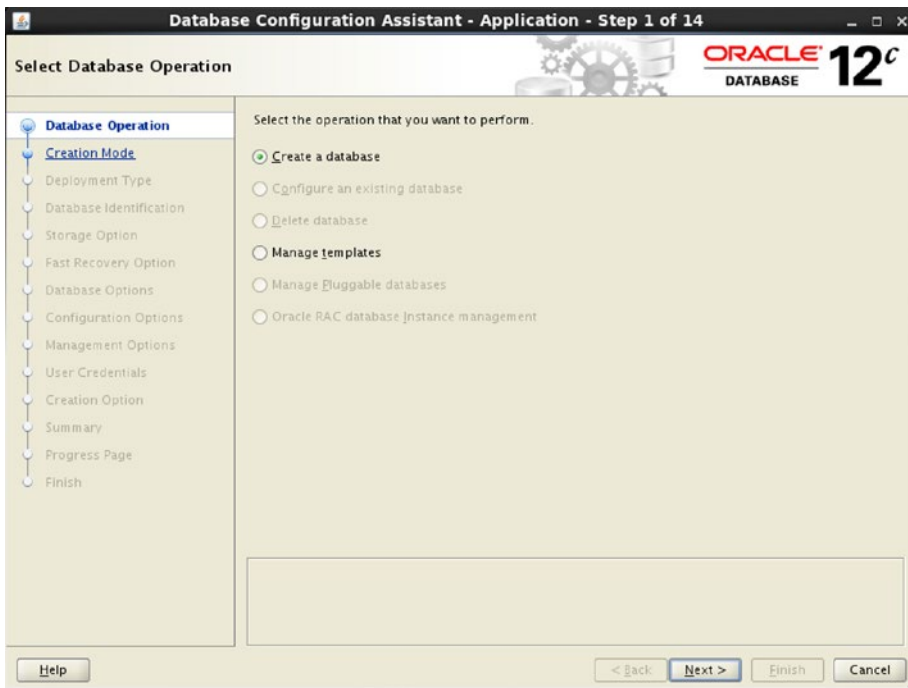 Database Configuration Assistant - Application - Step 1 of 14
Select Database Operation
ORACLE
DATABASE
12c
Database Operation
Creation Mode
Deployment Type
Database Identification
Storage Option
Fast Recovery Option
Database Options
Configuration Options
Management Options
User Credentials
Creation Option
Summary
Progress Page
Finish
Select the operation that you want to perform.
Create a database
Configure an existing database
Delete database
Manage templates
Manage Pluggable databases
Oracle RAC database Instance management
Help
< Back
Next >
Finish
Cancel